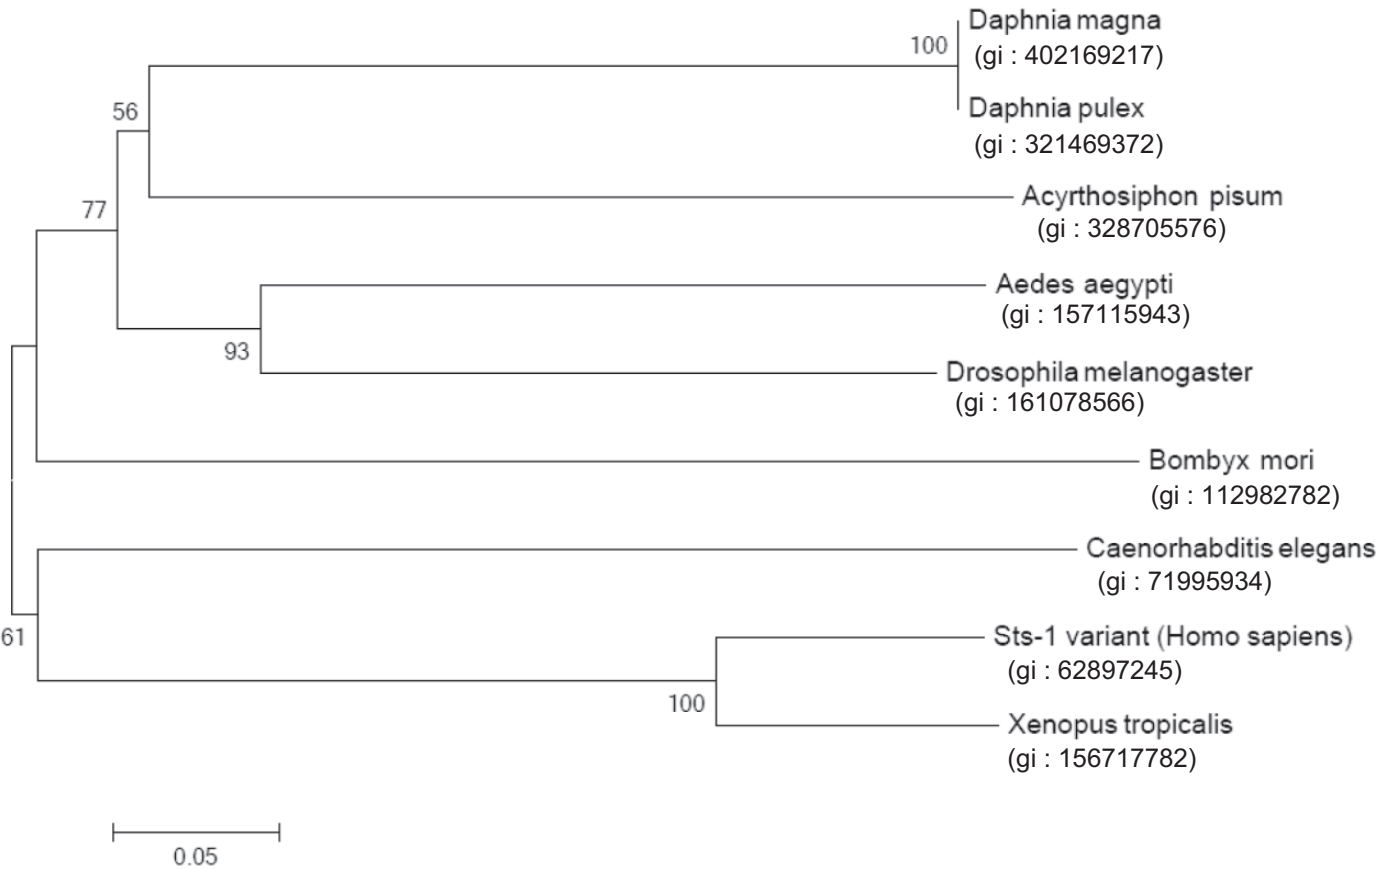 Daphnia magna
100
(gi : 402169217)
56
Daphnia pulex
(gi : 321469372)
77
Acyrthosiphon pisum
(gi : 328705576)
Aedes aegypti
(gi : 157115943)
93
Drosophila melanogaster
(gi : 161078566)
Bombyx mori
(gi : 112982782)
Caenorhabditis elegans
(gi : 71995934)
61
Sts-1 variant (Homo sapiens)
(gi : 62897245)
100
Xenopus tropicalis
(gi : 156717782)
0.05